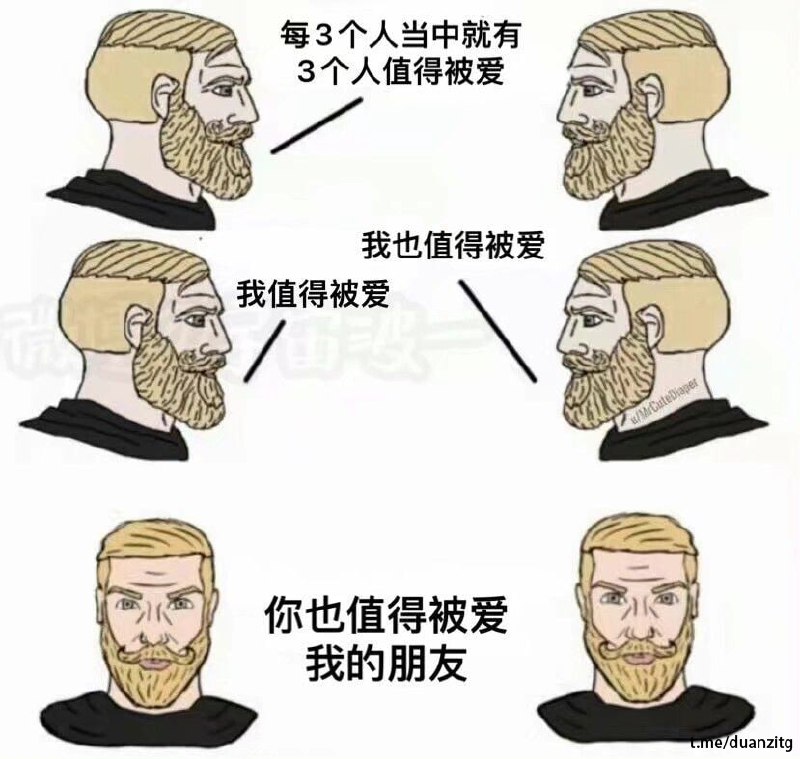 每3个人当中就有
3个人值得被爱
我也值得被爱
我值得被爱
u/MrCuteDiaper
你也值得被爱
我的朋友
t.me/duanzitg